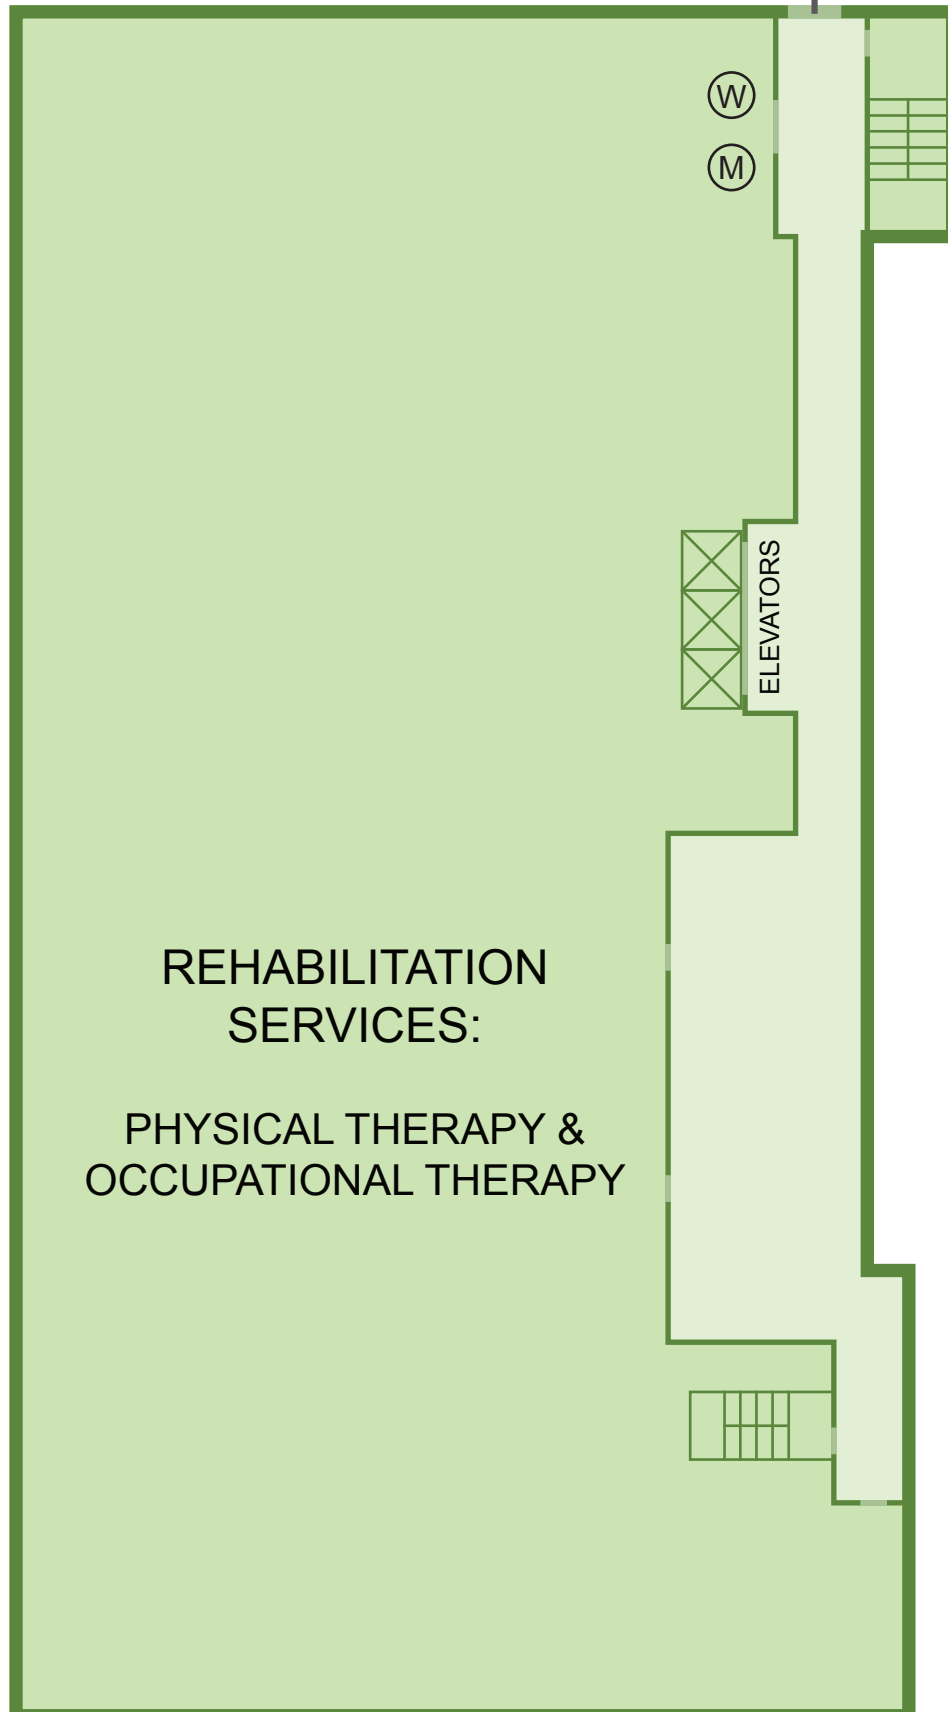 W
M
ELEVATORS
REHABILITATION
SERVICES:
PHYSICAL THERAPY &
OCCUPATIONAL THERAPY